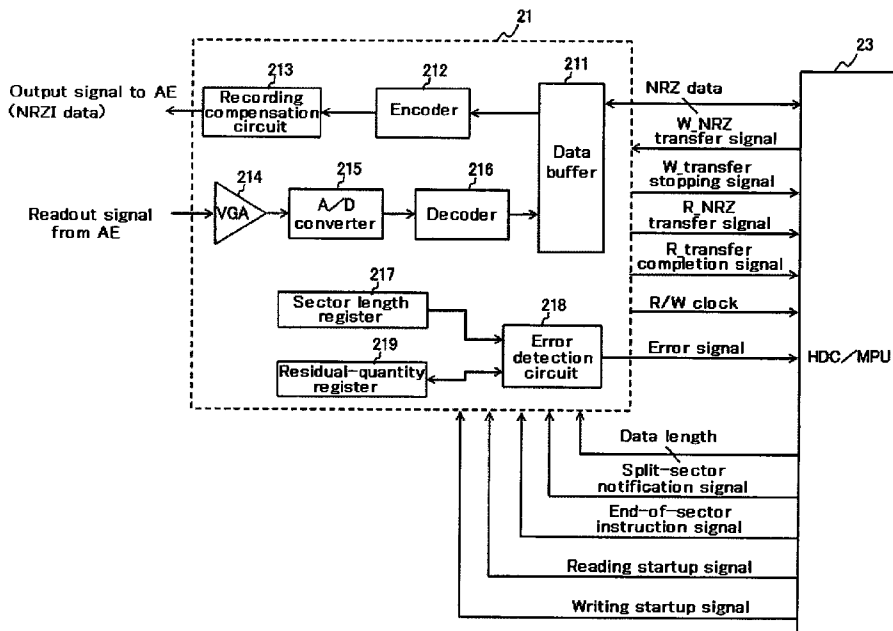 21
23
Output signal to AE
(NRZI data)
213
Recording
compensation
circuit
212
Encoder
211
Data
buffer
NRZ data
W_NRZ
transfer signal
W_transfer
stopping signal
R_NRZ
transfer signal
R_transfer
completion signal
R/W clock
Error signal
HDC/MPU
Readout signal
from AE
214
VGA
215
A/D
converter
216
Decoder
217
Sector length
register
219
Residual-quantity
register
218
Error
detection
circuit
Data length
Split-sector
notification signal
End-of-sector
instruction signal
Reading startup signal
Writing startup signal